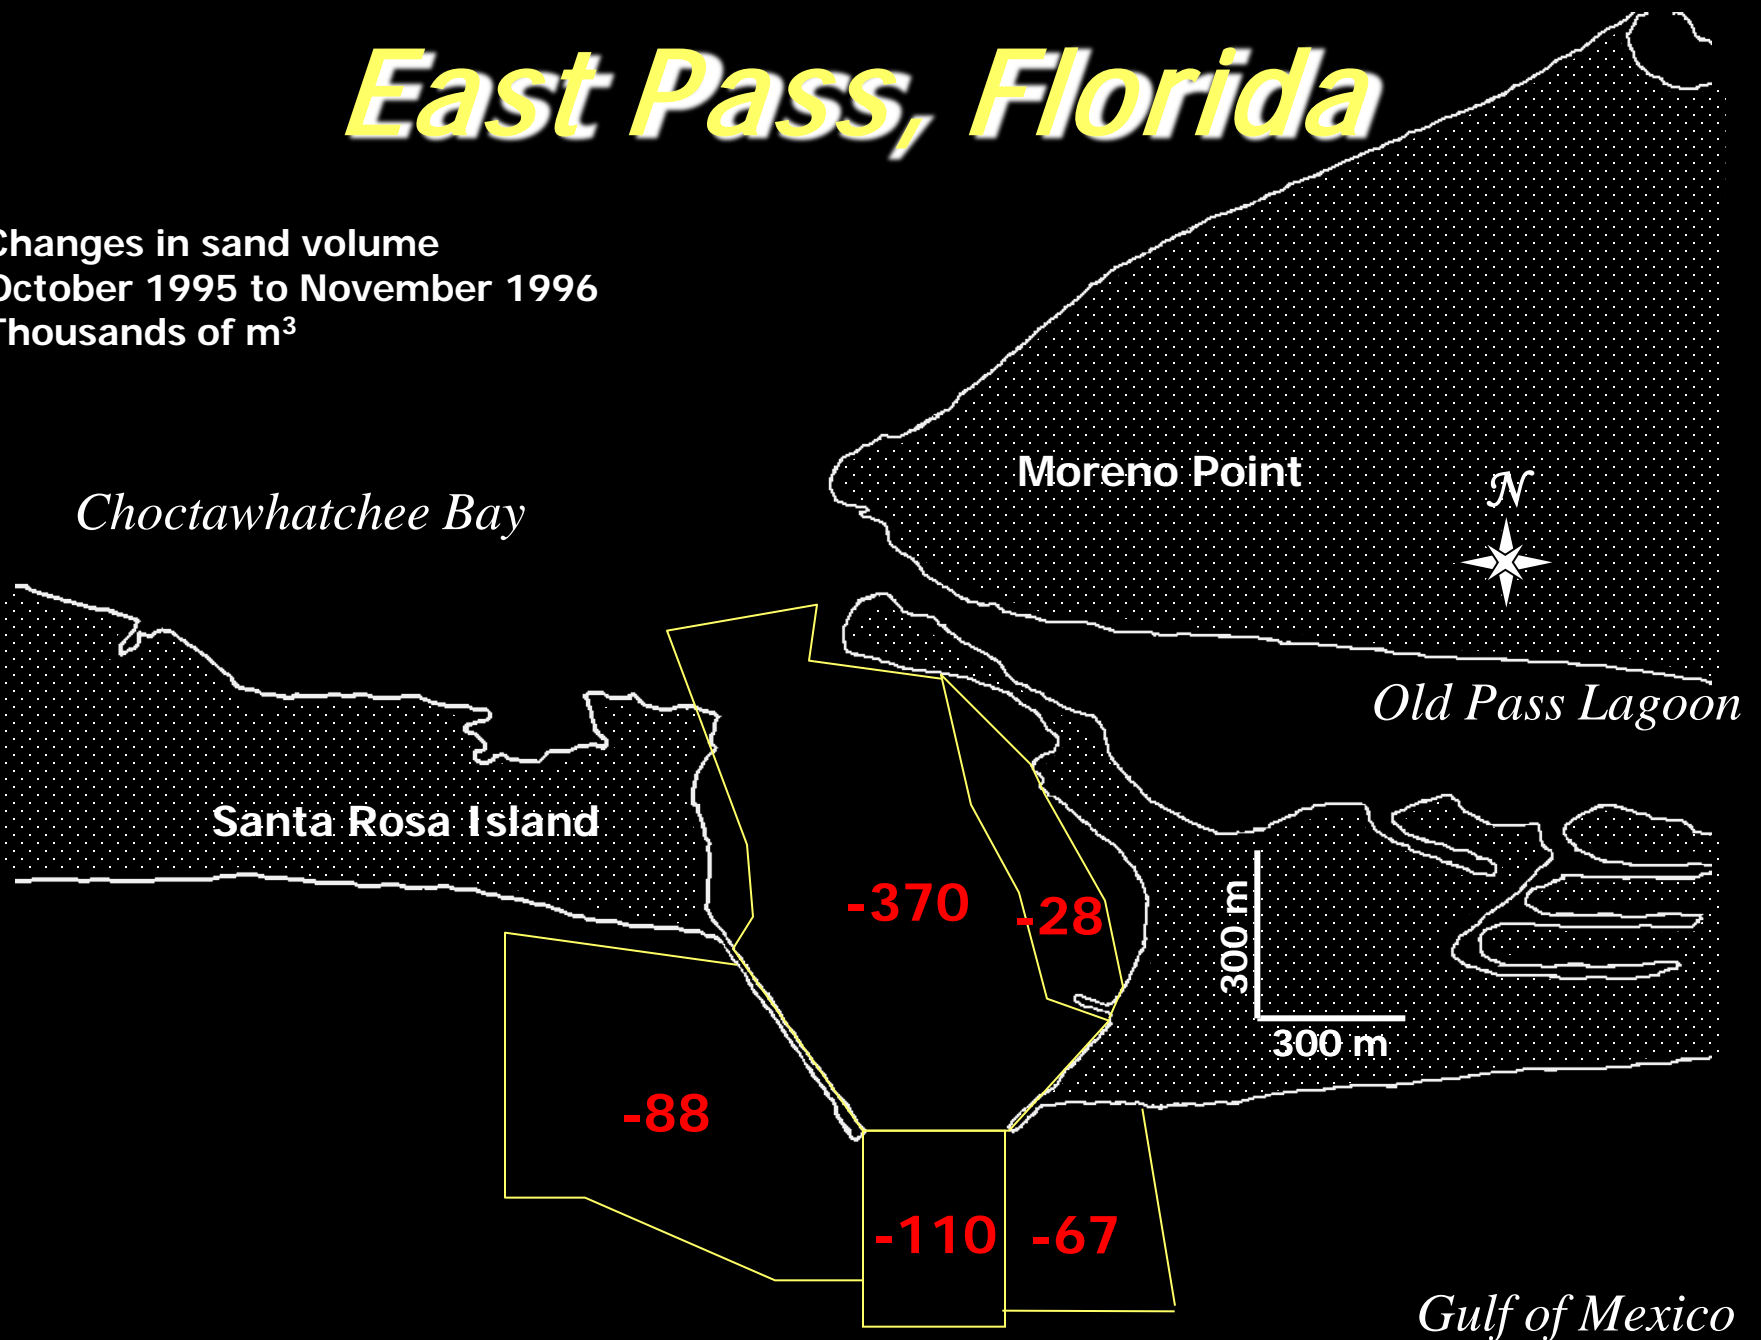 East Pass, Florida
Changes in sand volume
October 1995 to November 1996
Thousands of m³
Moreno Point
N
Choctawhatchee Bay
Old Pass Lagoon
Santa Rosa Island
-370
-28
300 m
300 m
-88
-110
-67
Gulf of Mexico